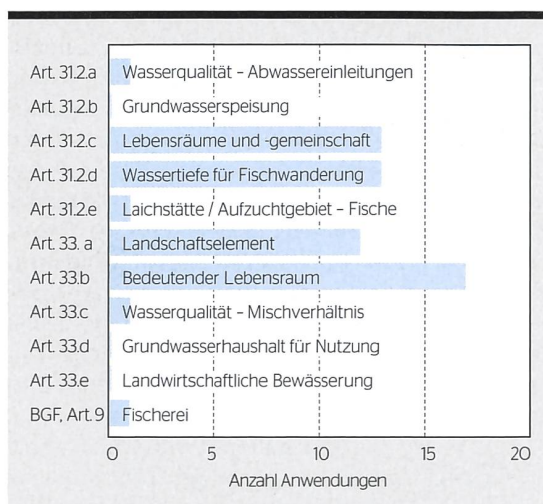 Art. 31.2.a Wasserqualität – Abwassereinleitungen
Art. 31.2.b Grundwasserspeisung
Art. 31.2.c Lebensräume und -gemeinschaft
Art. 31.2.d Wassertiefe für Fischwanderung
Art. 31.2.e Laichstätte / Aufzuchtgebiet – Fische
Art. 33. a Landschaftselement
Art. 33.b Bedeutender Lebensraum
Art. 33.c Wasserqualität – Mischverhältnis
Art. 33.d Grundwasserhaushalt für Nutzung
Art. 33.e Landwirtschaftliche Bewässerung
BGF, Art. 9 Fischerei
0 5 10 15 20
Anzahl Anwendungen